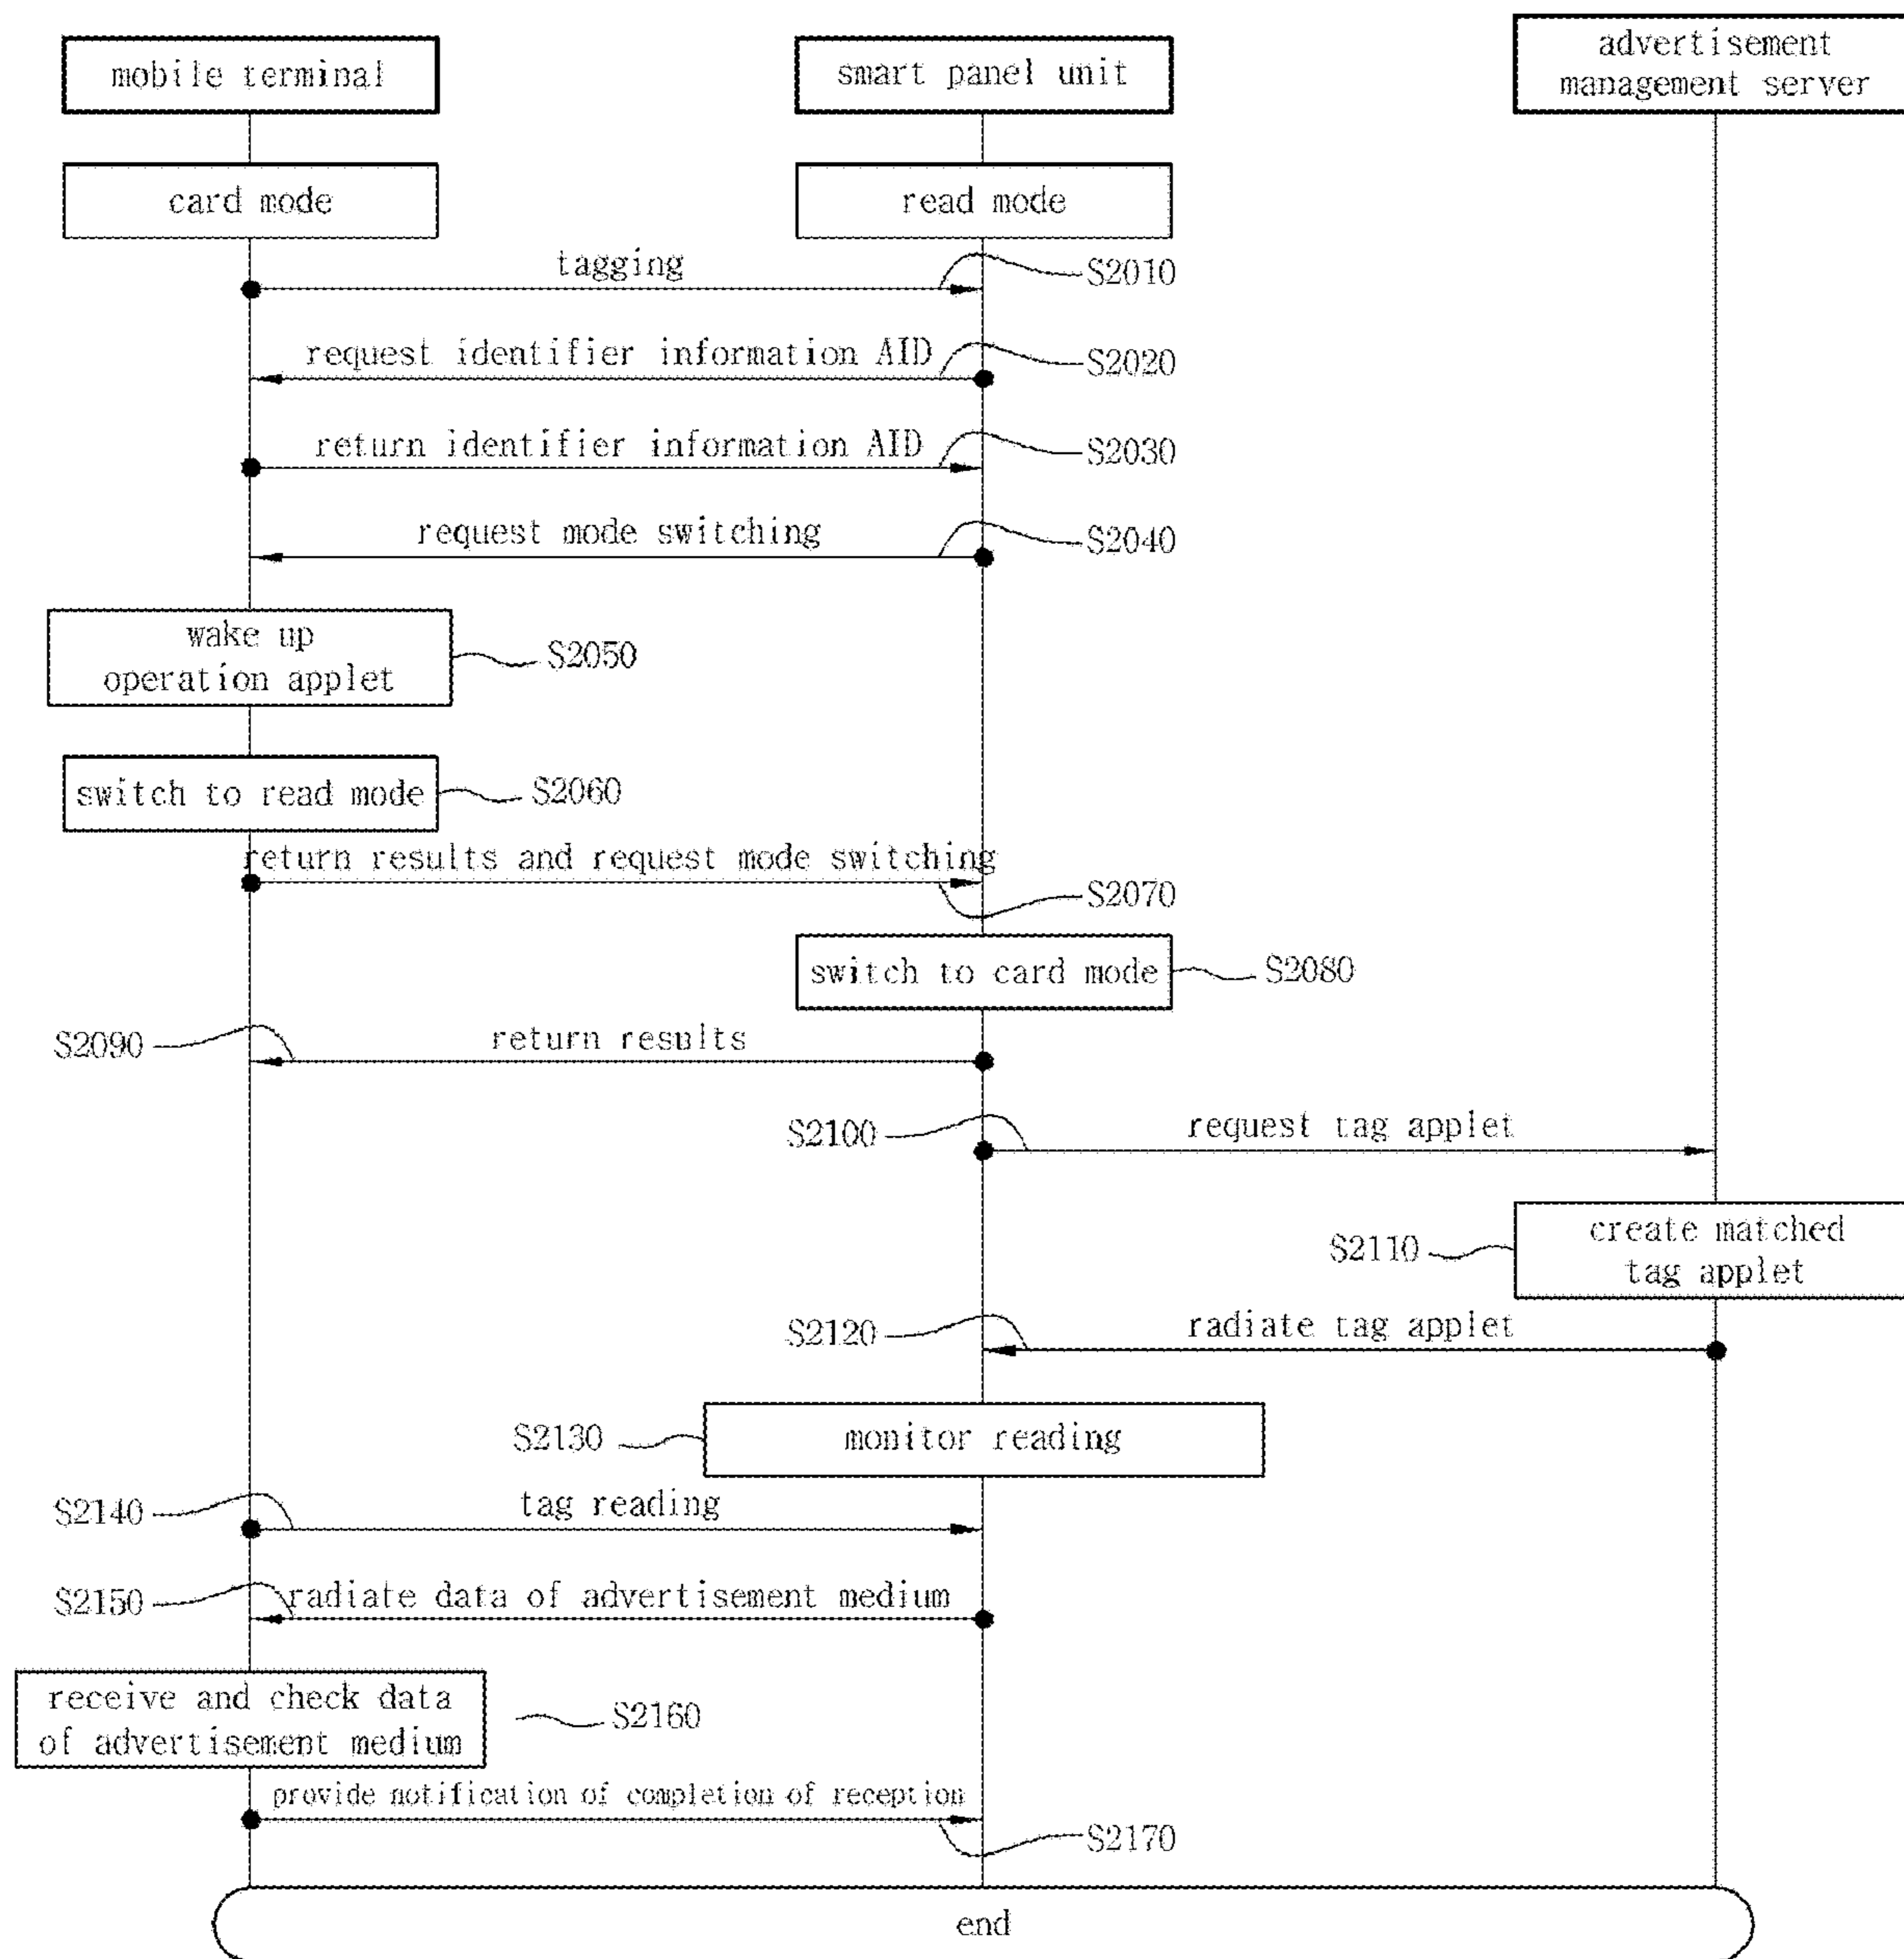 mobile terminal
smart panel unit
advertisement
management server
card mode
read mode
tagging
S2010
request identifier information AID
S2020
return identifier information AID
S2030
request mode switching
S2040
wake up
operation applet
S2050
switch to read mode
S2060
return results and request mode switching
S2070
switch to card mode
S2080
S2090
return results
S2100
request tag applet
S2110
create matched
tag applet
S2120
radiate tag applet
S2130
monitor reading
S2140
tag reading
S2150
radiate data of advertisement medium
receive and check data
of advertisement medium
S2160
provide notification of completion of reception
S2170
end